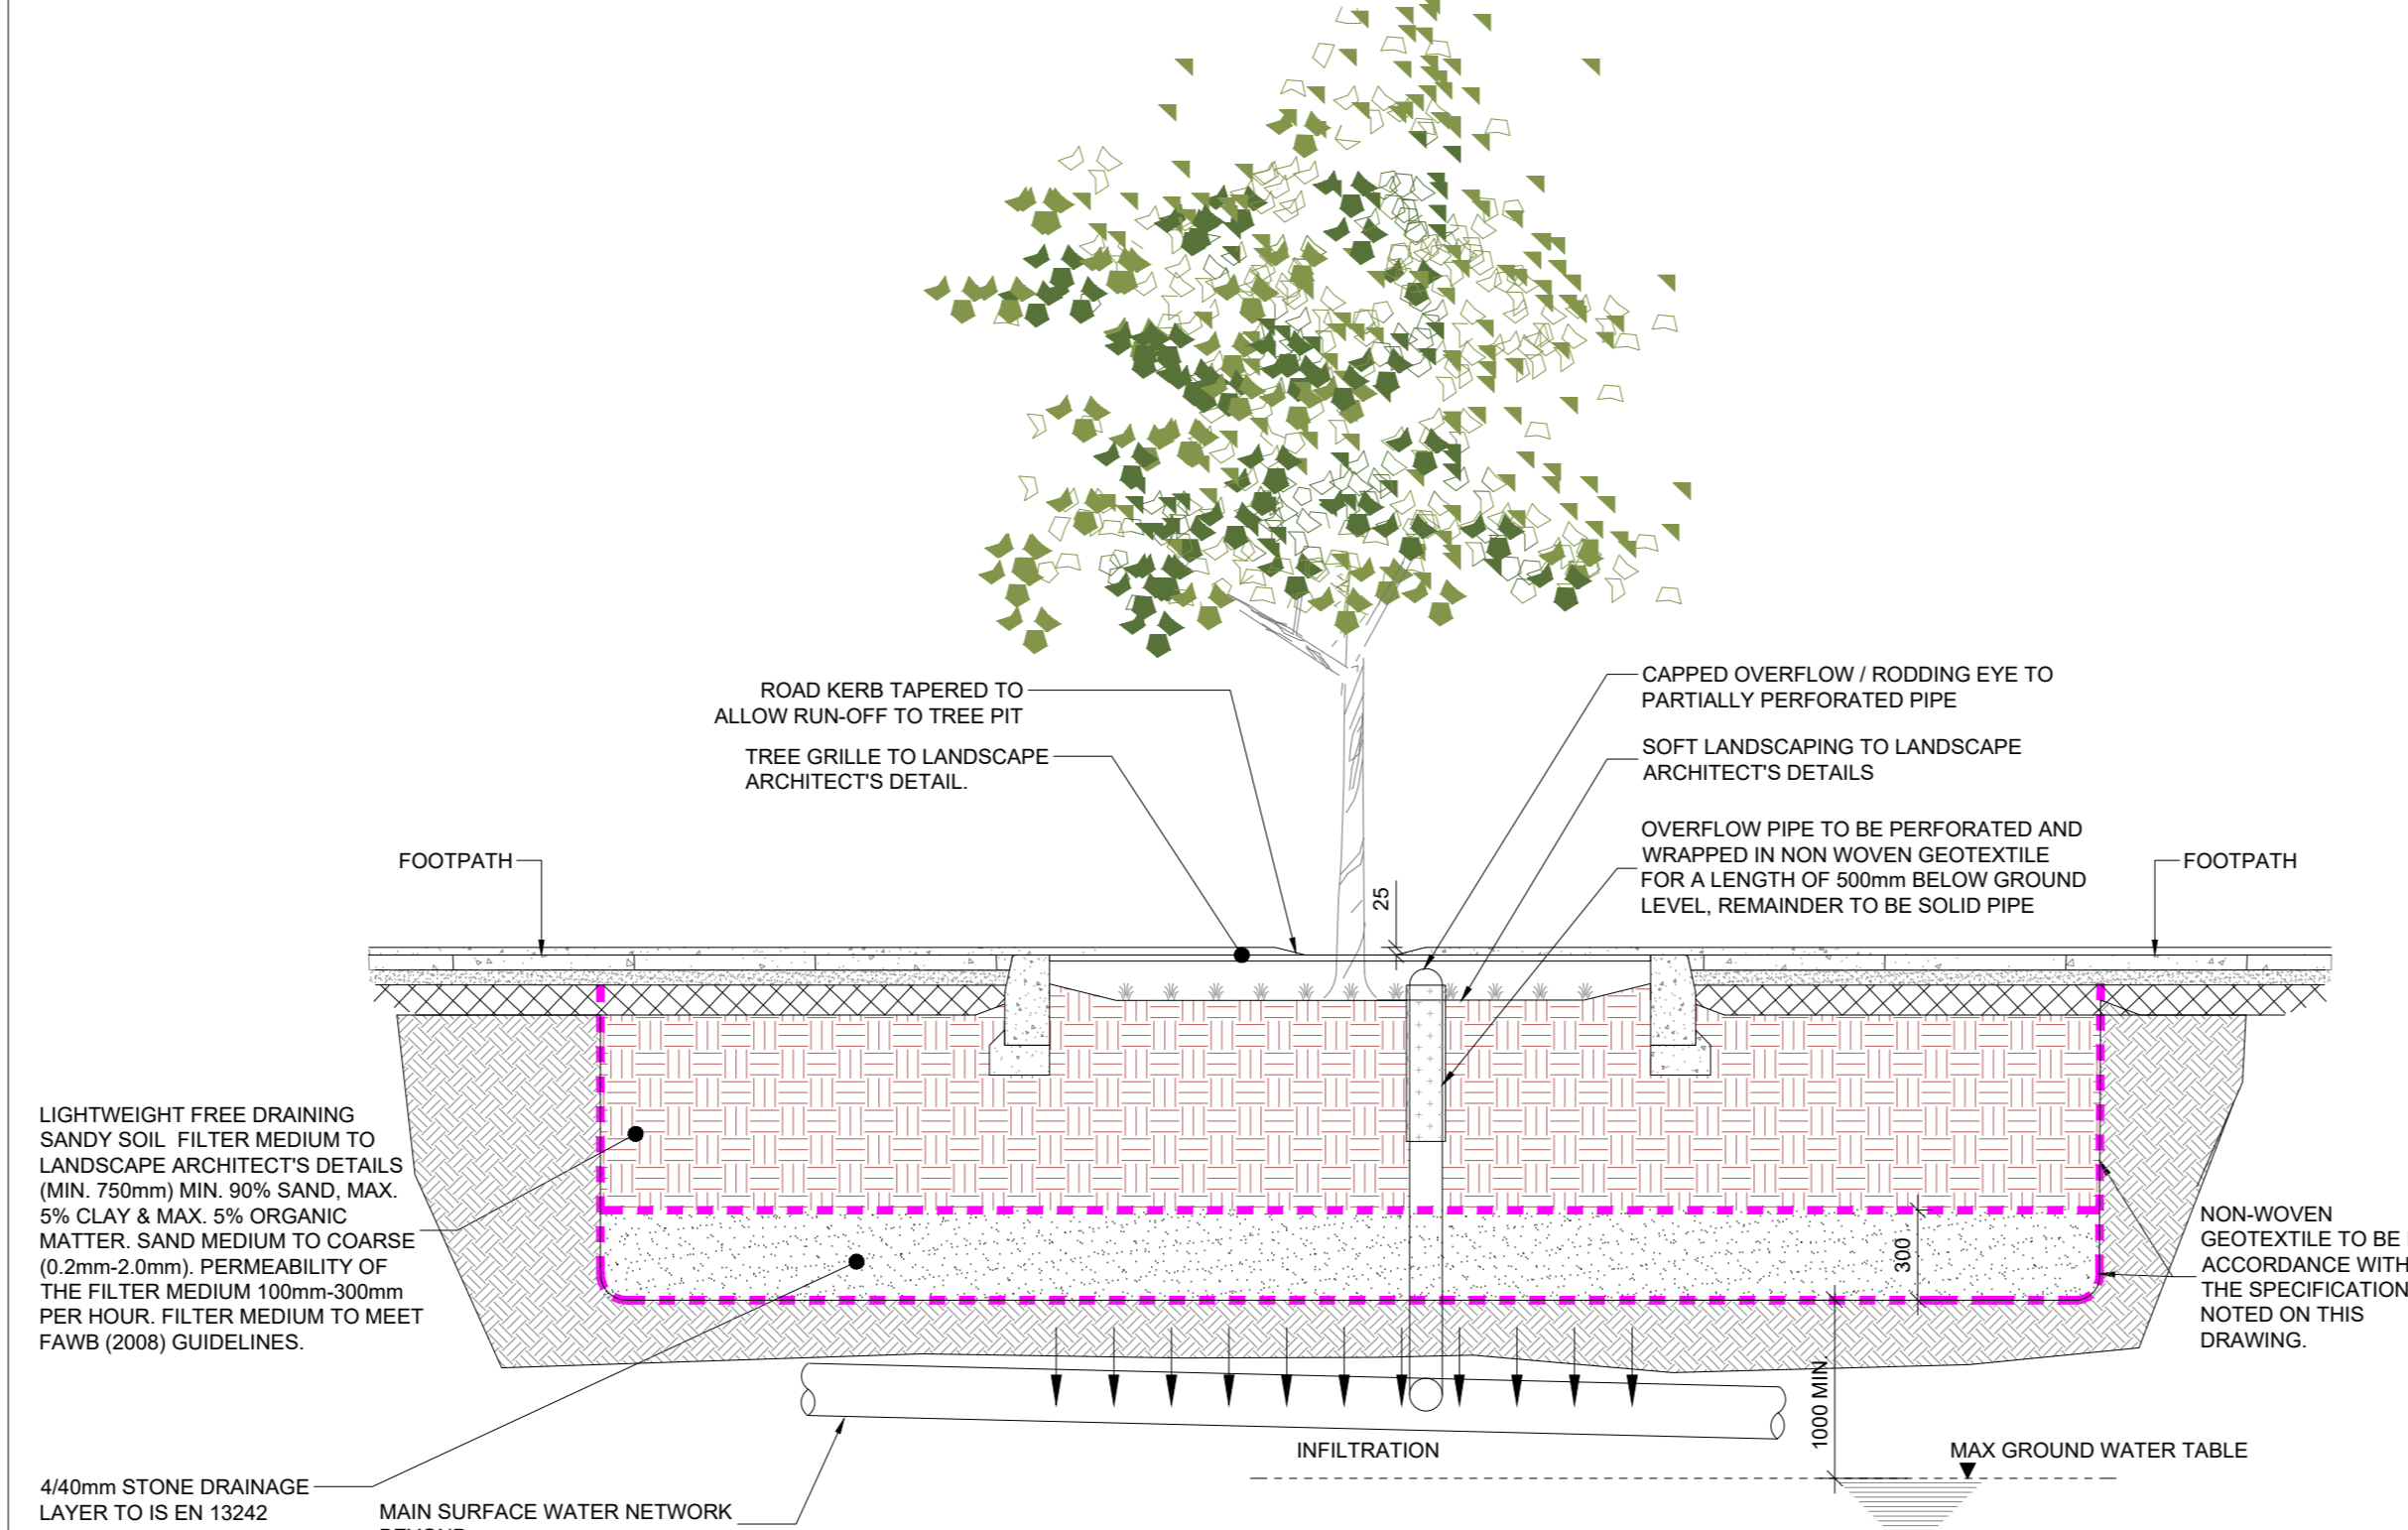 ROAD KERB TAPERED TO
ALLOW RUN-OFF TO TREE PIT
TREE GRILLE TO LANDSCAPE
ARCHITECT'S DETAIL.
FOOTPATH
CAPPED OVERFLOW / RODDING EYE TO
PARTIALLY PERFORATED PIPE
SOFT LANDSCAPING TO LANDSCAPE
ARCHITECT'S DETAILS
OVERFLOW PIPE TO BE PERFORATED AND
WRAPPED IN NON WOVEN GEOTEXTILE
FOR A LENGTH OF 500mm BELOW GROUND
LEVEL, REMAINDER TO BE SOLID PIPE
FOOTPATH
25
LIGHTWEIGHT FREE DRAINING
SANDY SOIL FILTER MEDIUM TO
LANDSCAPE ARCHITECT'S DETAILS
(MIN. 750mm) MIN. 90% SAND, MAX.
5% CLAY & MAX. 5% ORGANIC
MATTER. SAND MEDIUM TO COARSE
(0.2mm-2.0mm). PERMEABILITY OF
THE FILTER MEDIUM 100mm-300mm
PER HOUR. FILTER MEDIUM TO MEET
FAWB (2008) GUIDELINES.
300
NON-WOVEN
GEOTEXTILE TO BE
ACCORDANCE WITH
THE SPECIFICATION
NOTED ON THIS
DRAWING.
1000 MIN.
INFILTRATION
MAX GROUND WATER TABLE
4/40mm STONE DRAINAGE
LAYER TO IS EN 13242
MAIN SURFACE WATER NETWORK